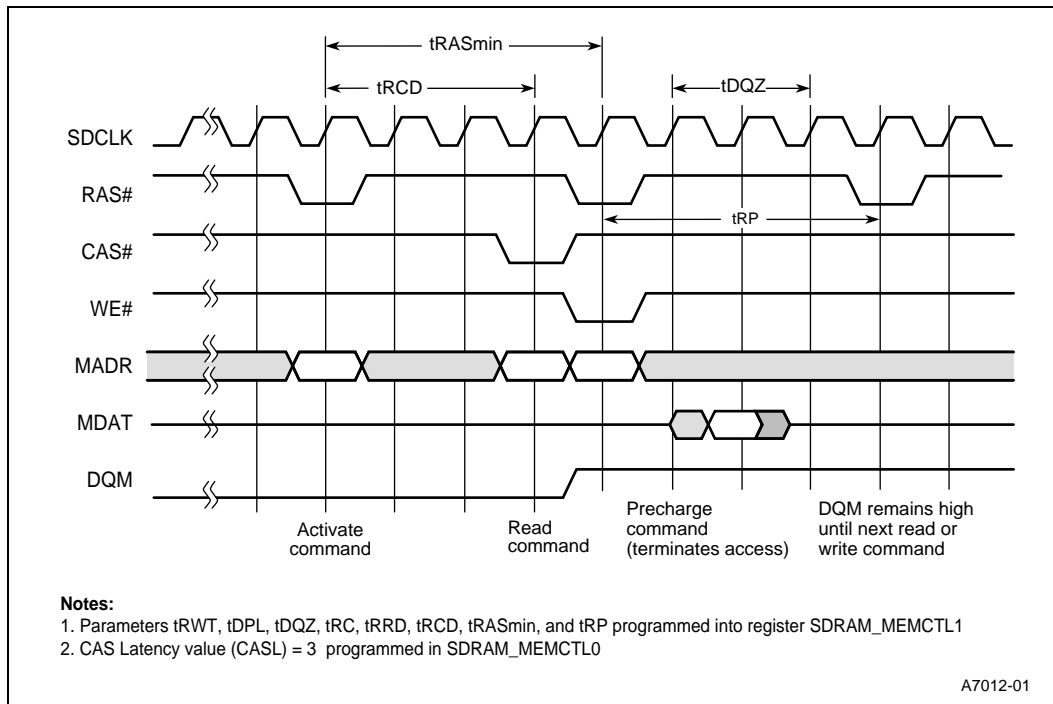 tRASmin
tRCD
tDQZ
SDCLK
RAS#
tRP
CAS#
WE#
MADR
MDAT
DQM
Activate
command
Read
command
Precharge
command
(terminates access)
DQM remains high
until next read or
write command
Notes:
1. Parameters tRWT, tDPL, tDQZ, tRC, tRRD, tRCD, tRASmin, and tRP programmed into register SDRAM_MEMCTL1
2. CAS Latency value (CASL) = 3 programmed in SDRAM_MEMCTL0
A7012-01